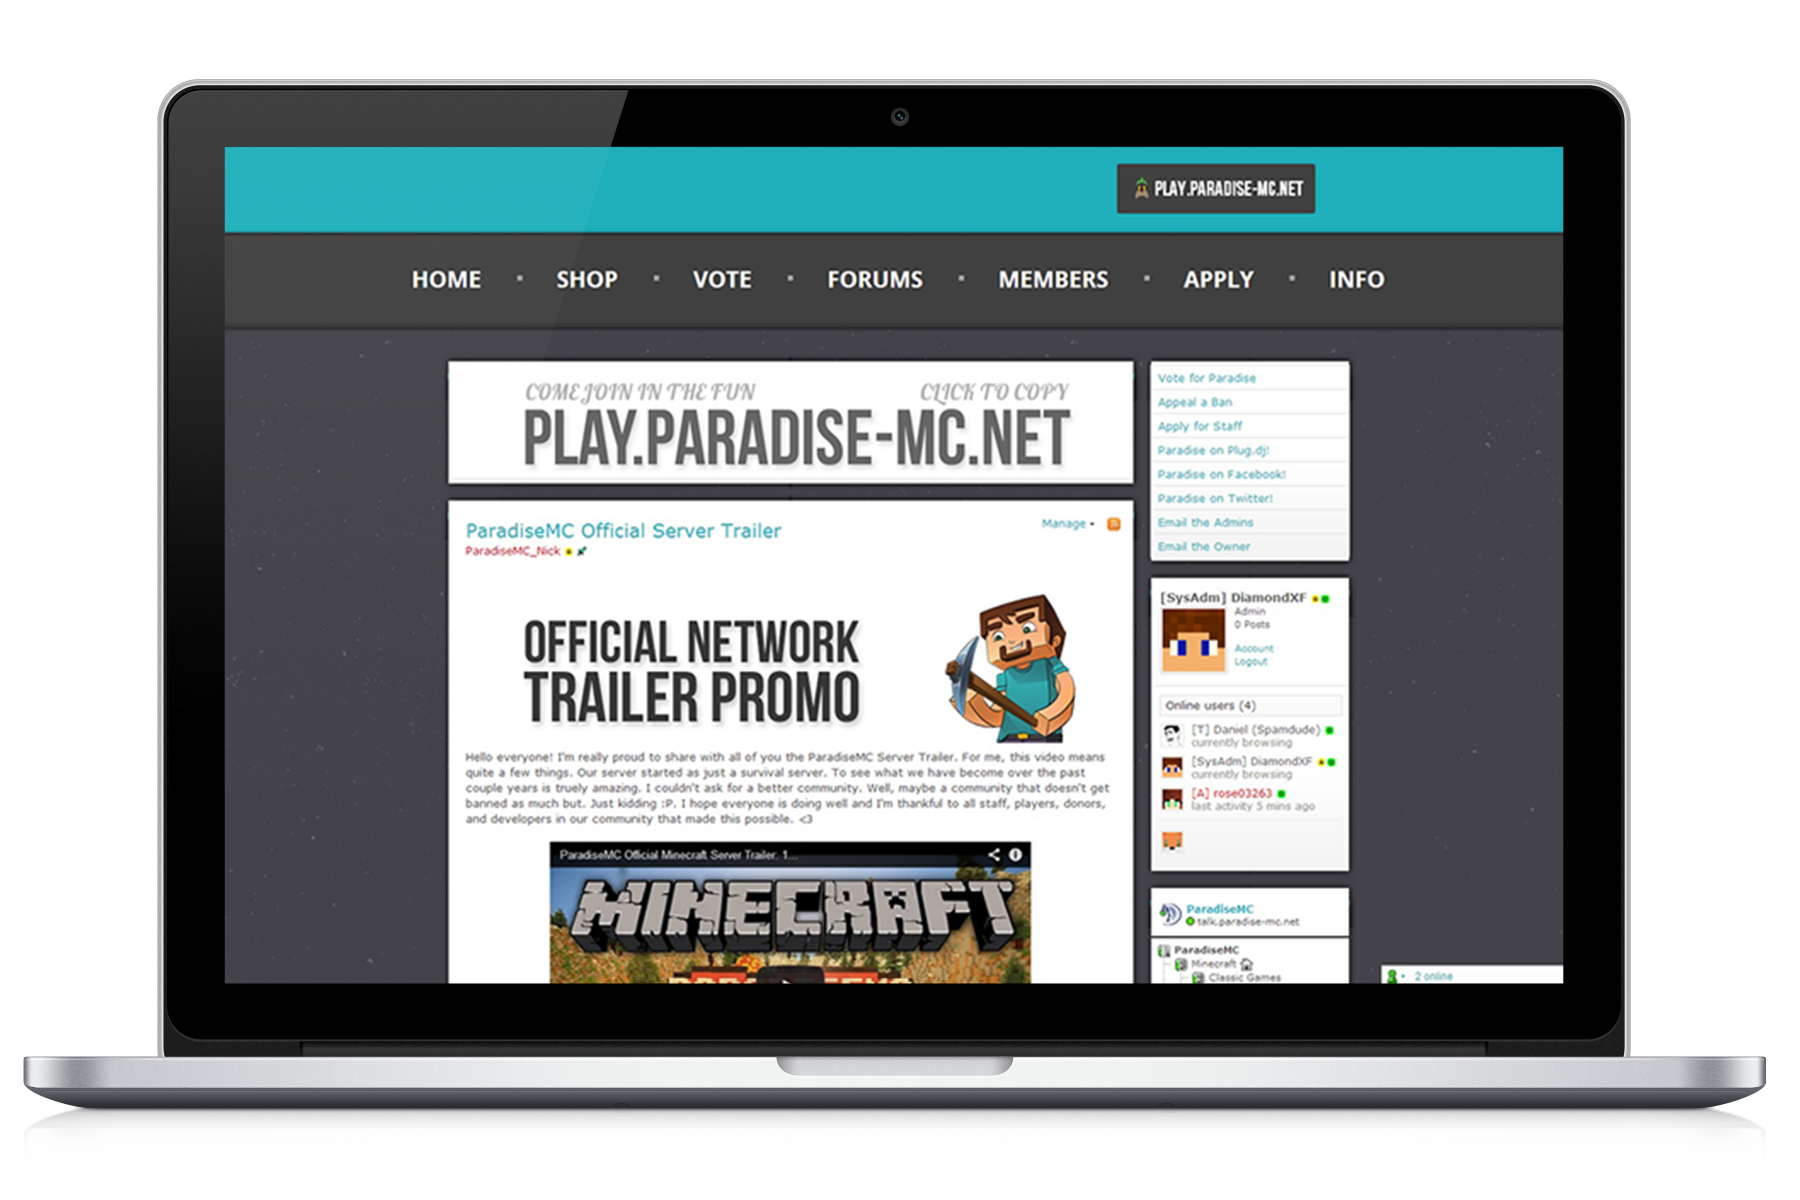 PLAY.PARADISE-MC.NET
HOME · SHOP · VOTE · FORUMS · MEMBERS · APPLY · INFO
COME JOIN IN THE FUN CLICK TO COPY
PLAY.PARADISE-MC.NET
ParadiseMC Official Server Trailer
Manage
ParadiseMC_Nick
OFFICIAL NETWORK
TRAILER PROMO
Hello everyone! I'm really proud to share with all of you the ParadiseMC Server Trailer. For me, this video means
quite a few things. Our server started as just a survival server. To see what we have become over the past
couple years is truely amazing. I couldn't ask for a better community. Well, maybe a community that doesn't get
banned as much but. Just kidding :P. I hope everyone is doing well and I'm thankful to all staff, players, donors,
and developers in our community that made this possible. <3
ParadiseMC Official Minecraft Server Trailer: 1...
MINECRAFT
Vote for Paradise
Appeal a Ban
Apply for Staff
Paradise on Plug.dj!
Paradise on Facebook!
Paradise on Twitter!
Email the Admins
Email the Owner
[SysAdm] DiamondXF
Admin
0 Posts
Account
Logout
Online users (4)
[T] Daniel (Spamdude)
currently browsing
[SysAdm] DiamondXF
currently browsing
[A] rose03263
last activity 5 mins ago
ParadiseMC
talk.paradise-mc.net
ParadiseMC
Minecraft
Classic Games
2 online